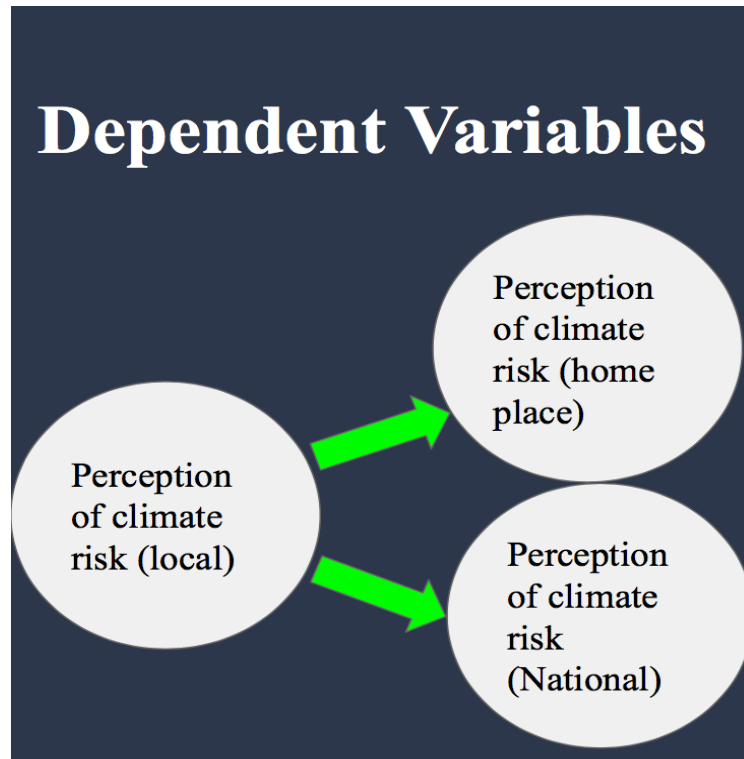 Dependent Variables
Perception
of climate
risk (home
place)
Perception
of climate
risk (local)
Perception
of climate
risk
(National)